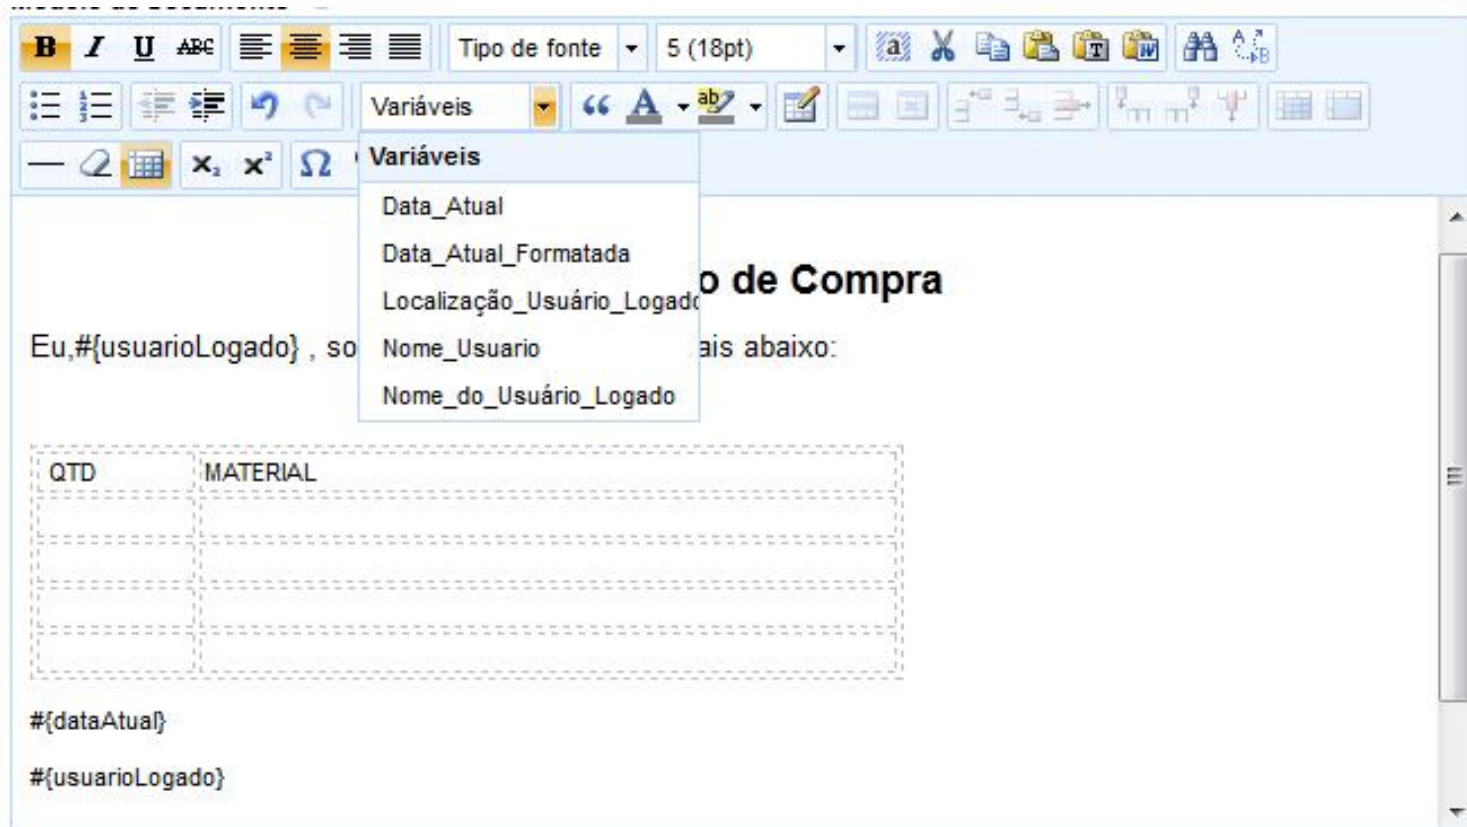 B I U ABC Tipo de fonte 5 (18pt)
Variáveis
Variáveis
Data_Atual
Data_Atual_Formatada
o de Compra
Localização_Usuário_Logado
Eu,#{usuarioLogado} , so Nome_Usuario ais abaixo:
Nome_do_Usuário_Logado
QTD MATERIAL
#{dataAtual}
#{usuarioLogado}